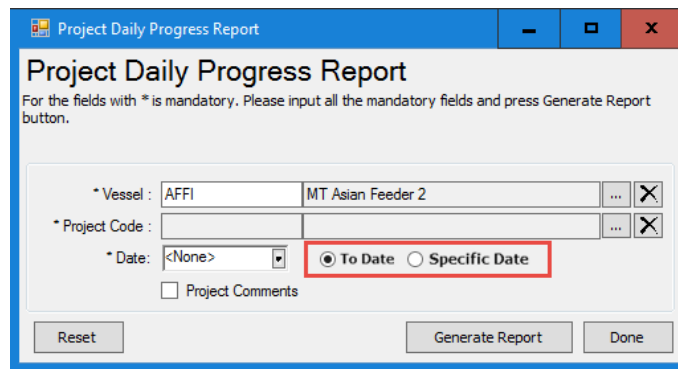 Project Daily Progress Report
Project Daily Progress Report
For the fields with * is mandatory. Please input all the mandatory fields and press Generate Report
button.
* Vessel : AFFI MT Asian Feeder 2 ...
* Project Code : ...
* Date: <None> To Date Specific Date
Project Comments
Reset Generate Report Done